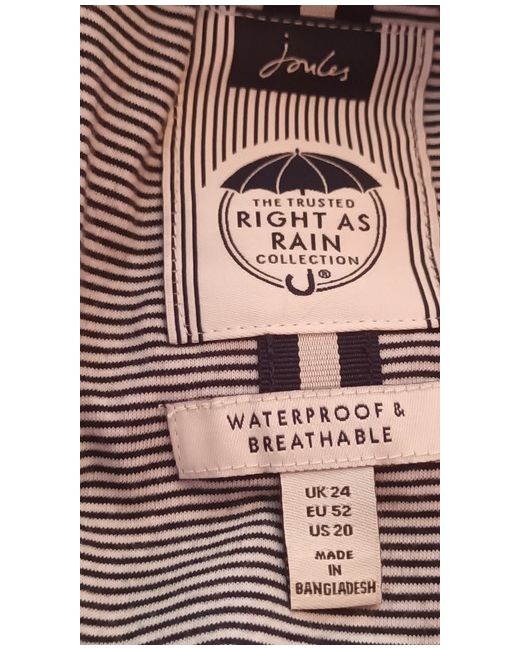 Joules
THE TRUSTED
RIGHT AS
RAIN
COLLECTION
®
WATERPROOF &
BREATHABLE
UK 24
EU 52
US 20
MADE
IN
BANGLADESH